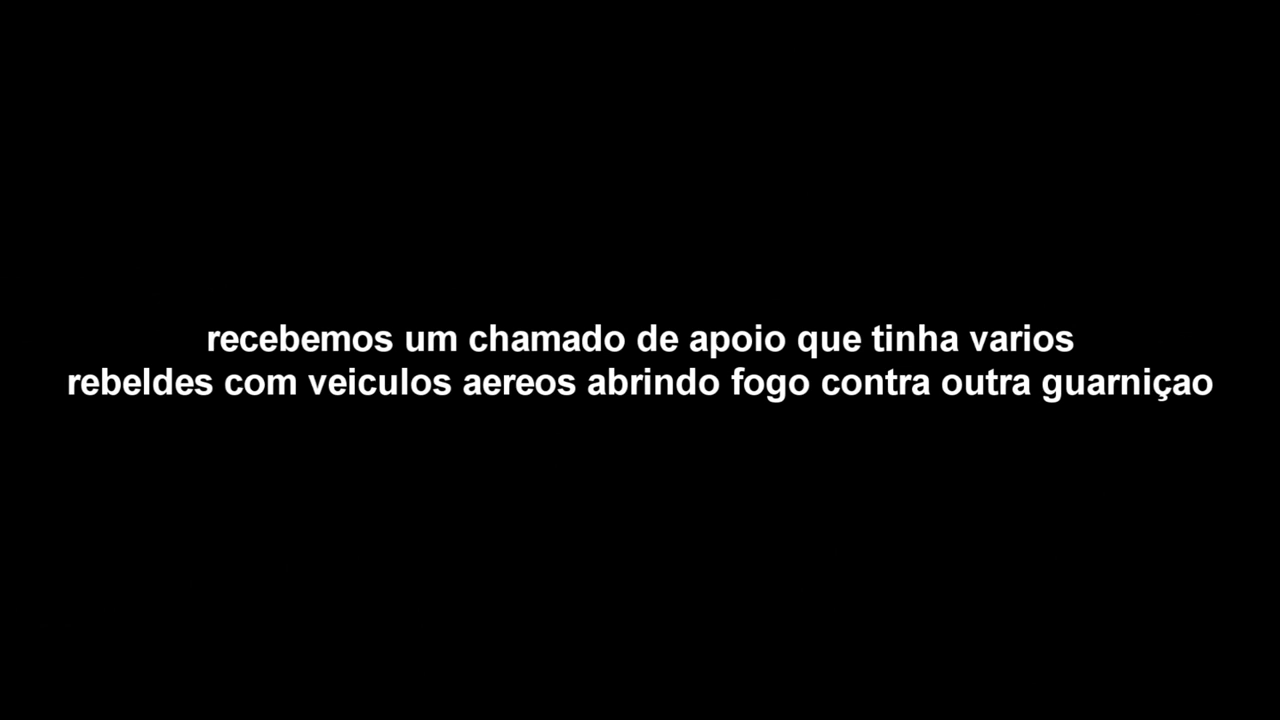 recebemos um chamado de apoio que tinha varios
rebeldes com veiculos aereos abrindo fogo contra outra guarniçao